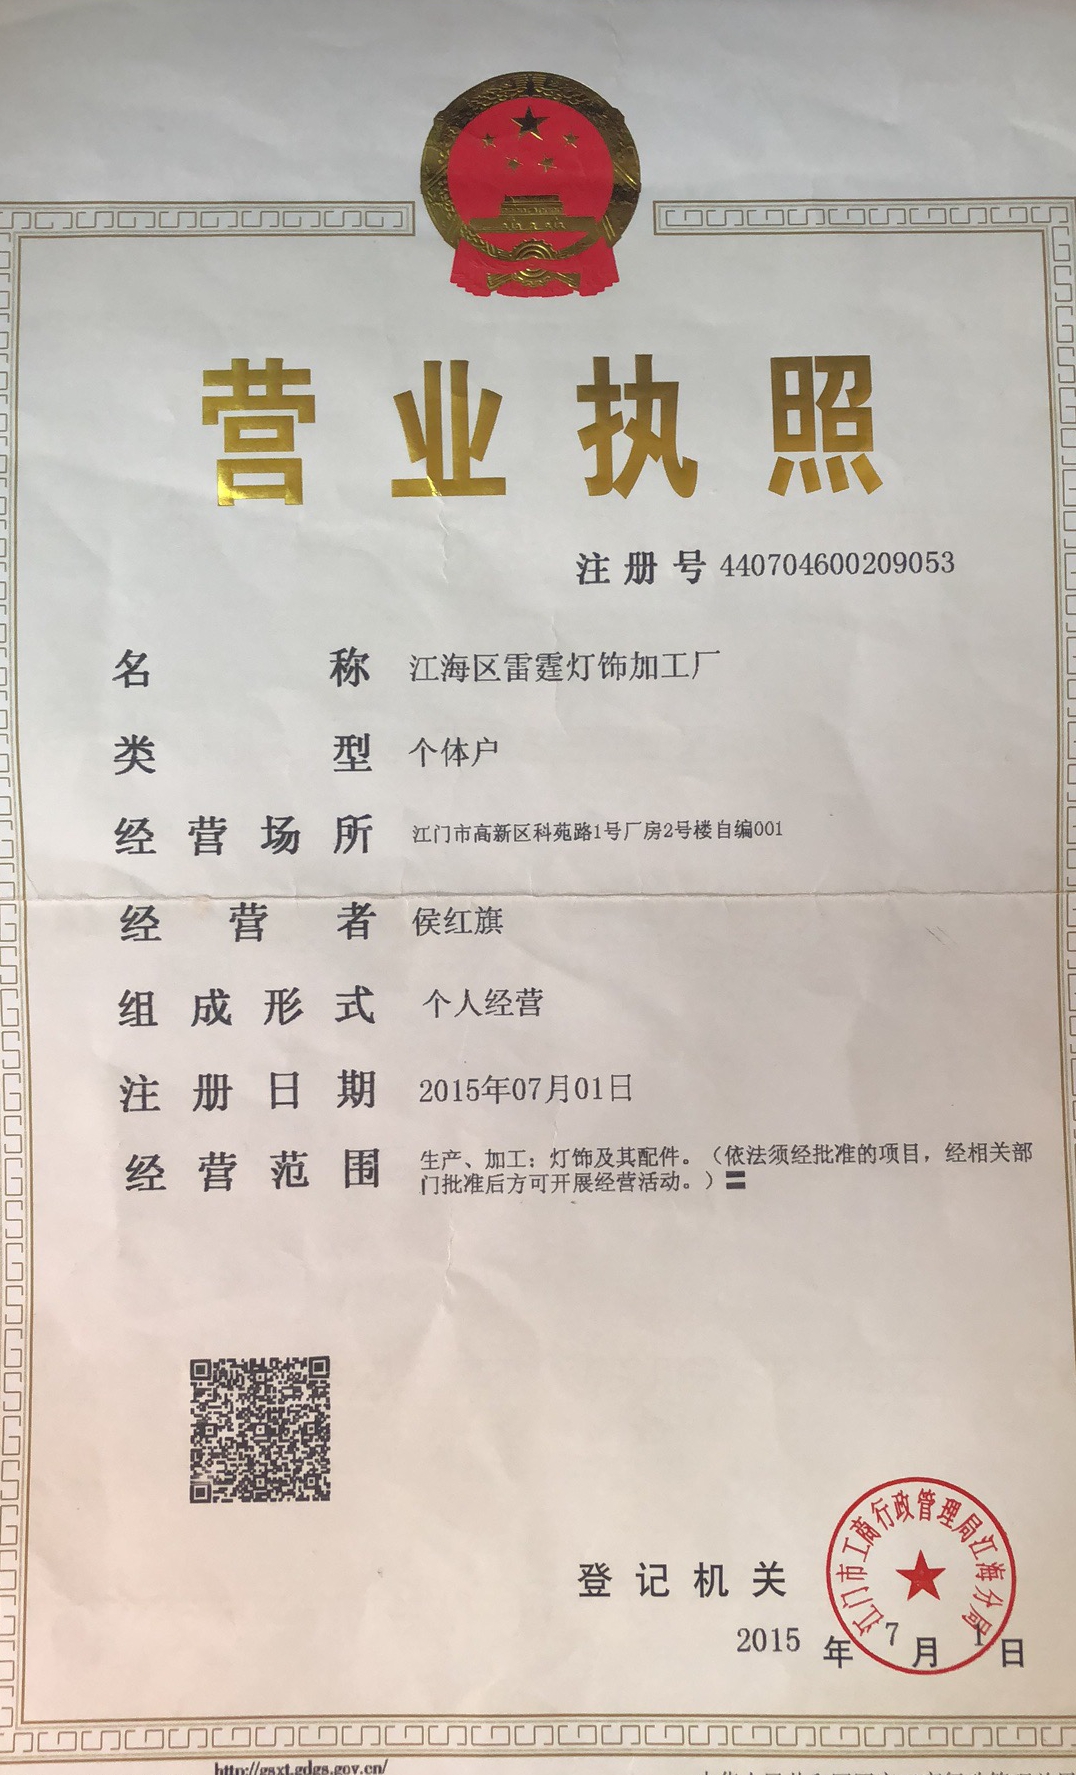 营业执照
注册号 440704600209053
名称 江海区雷霆灯饰加工厂
类型 个体户
经营场所 江门市高新区科苑路1号厂房2号楼自编001
经营者 侯红旗
组成形式 个人经营
注册日期 2015年07月01日
经营范围 生产、加工：灯饰及其配件。（依法须经批准的项目，经相关部
门批准后方可开展经营活动。）〓
江门市工商行政管理局江海分局
登记机关
2015 年 7 月 1 日
http://gsxt.gdgs.gov.cn/